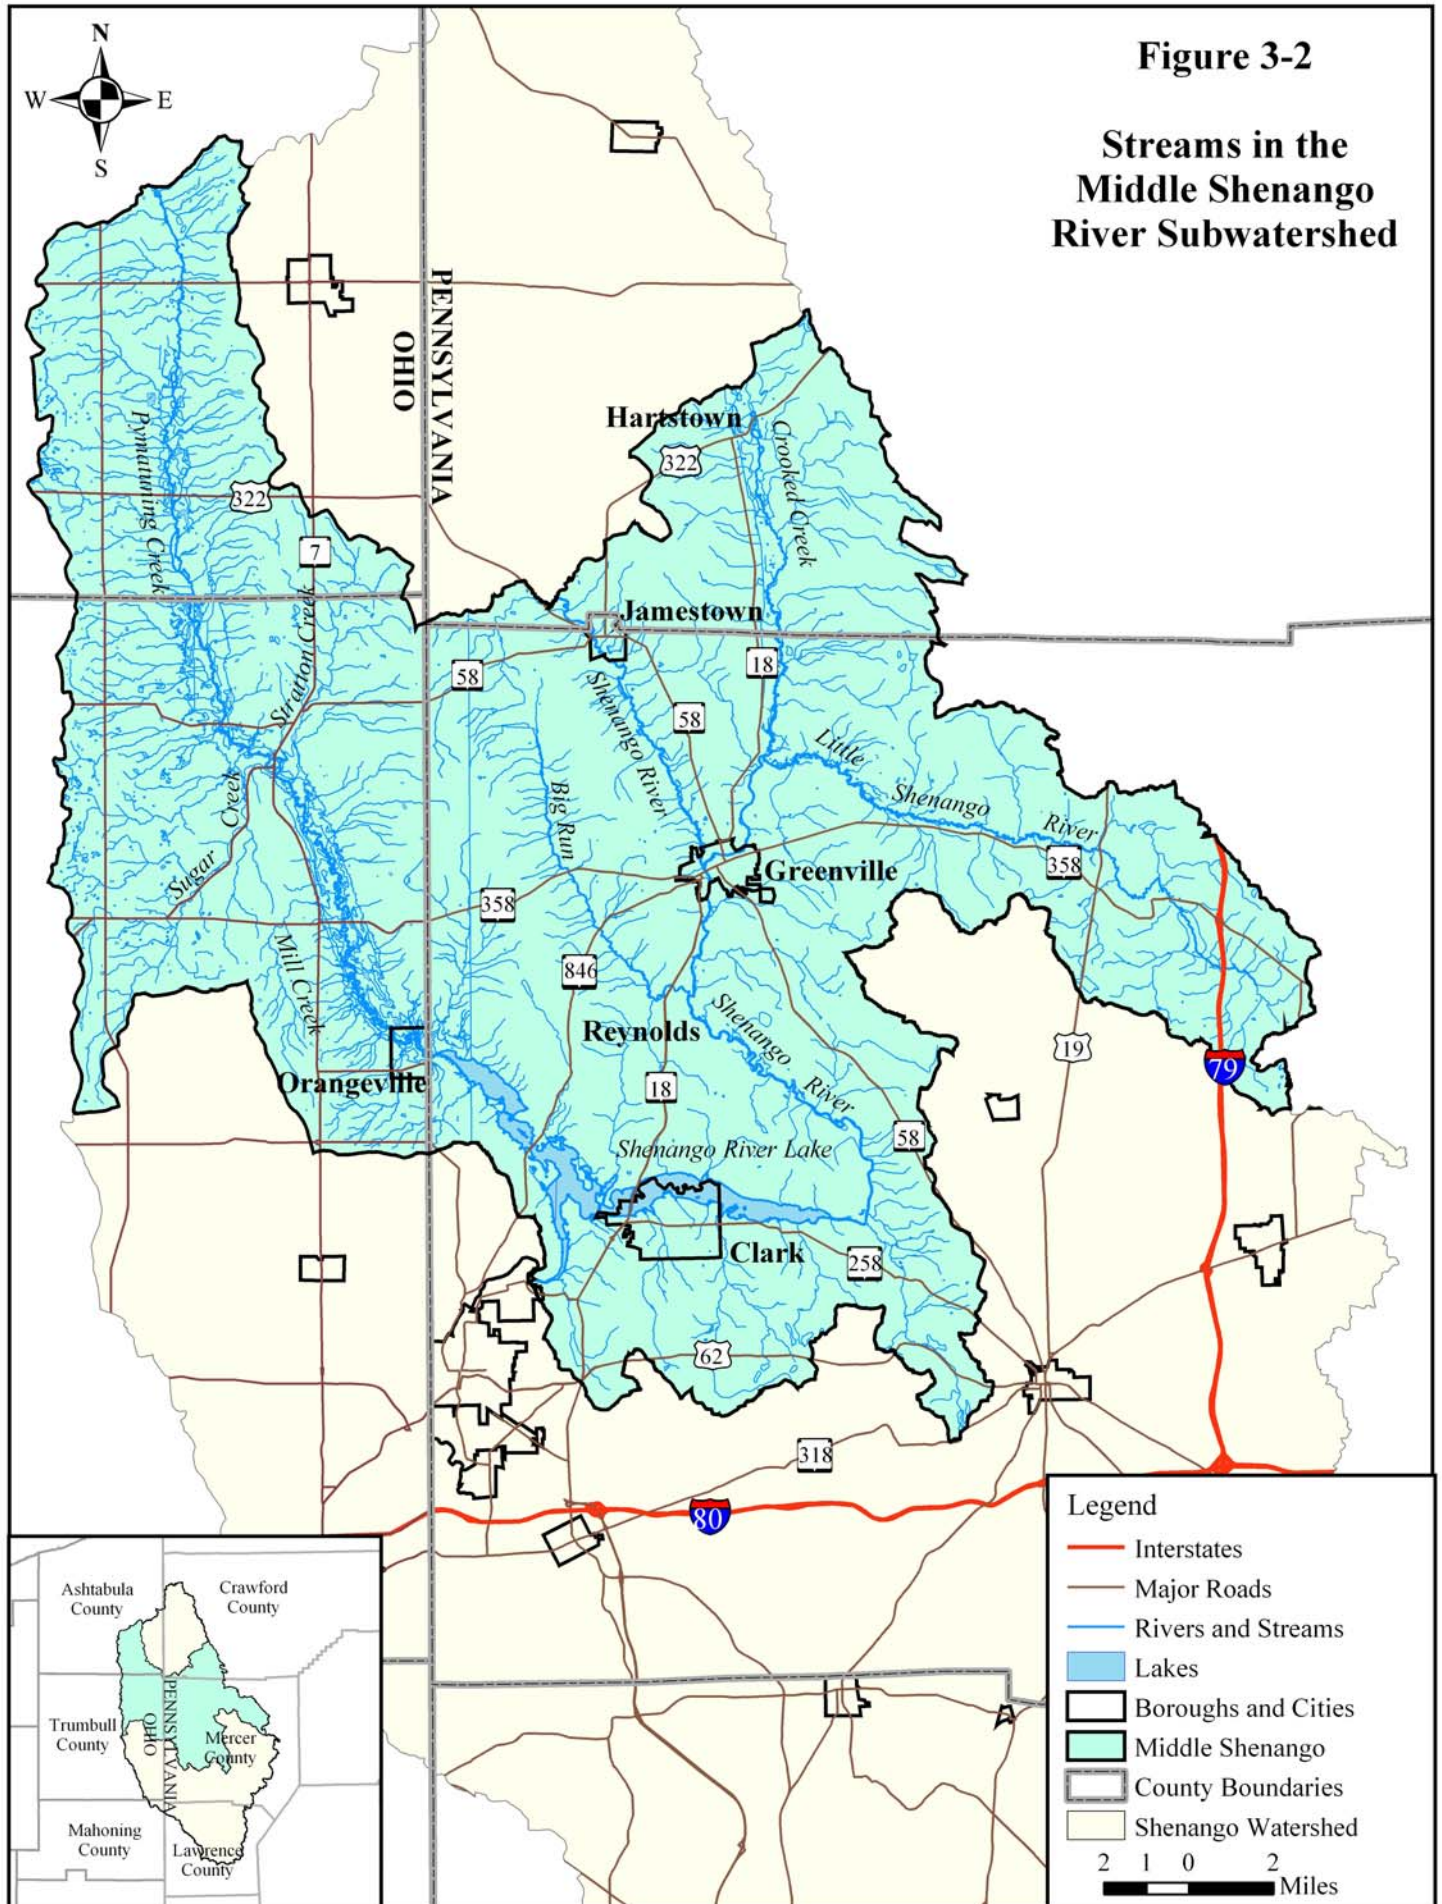 Figure 3-2
Streams in the
Middle Shenango
River Subwatershed
N
W
E
S
PENNSYLVANIA
OHIO
Hartstown
322
Crooked Creek
Pymatuning Creek
322
7
Stratton Creek
Jamestown
58
18
Shenango River
58
Little
Shenango
River
Big Run
Creek
Sugar
358
Greenville
358
Mill Creek
846
Reynolds
Shenango
River
19
79
Orangeville
18
58
Shenango River Lake
Clark
258
62
318
80
Legend
Interstates
Major Roads
Rivers and Streams
Lakes
Boroughs and Cities
Middle Shenango
County Boundaries
Shenango Watershed
2 1 0 2
Miles
Ashtabula
County
Crawford
County
Trumbull
County
OHIO
PENNSYLVANIA
Mercer
County
Mahoning
County
Lawrence
County